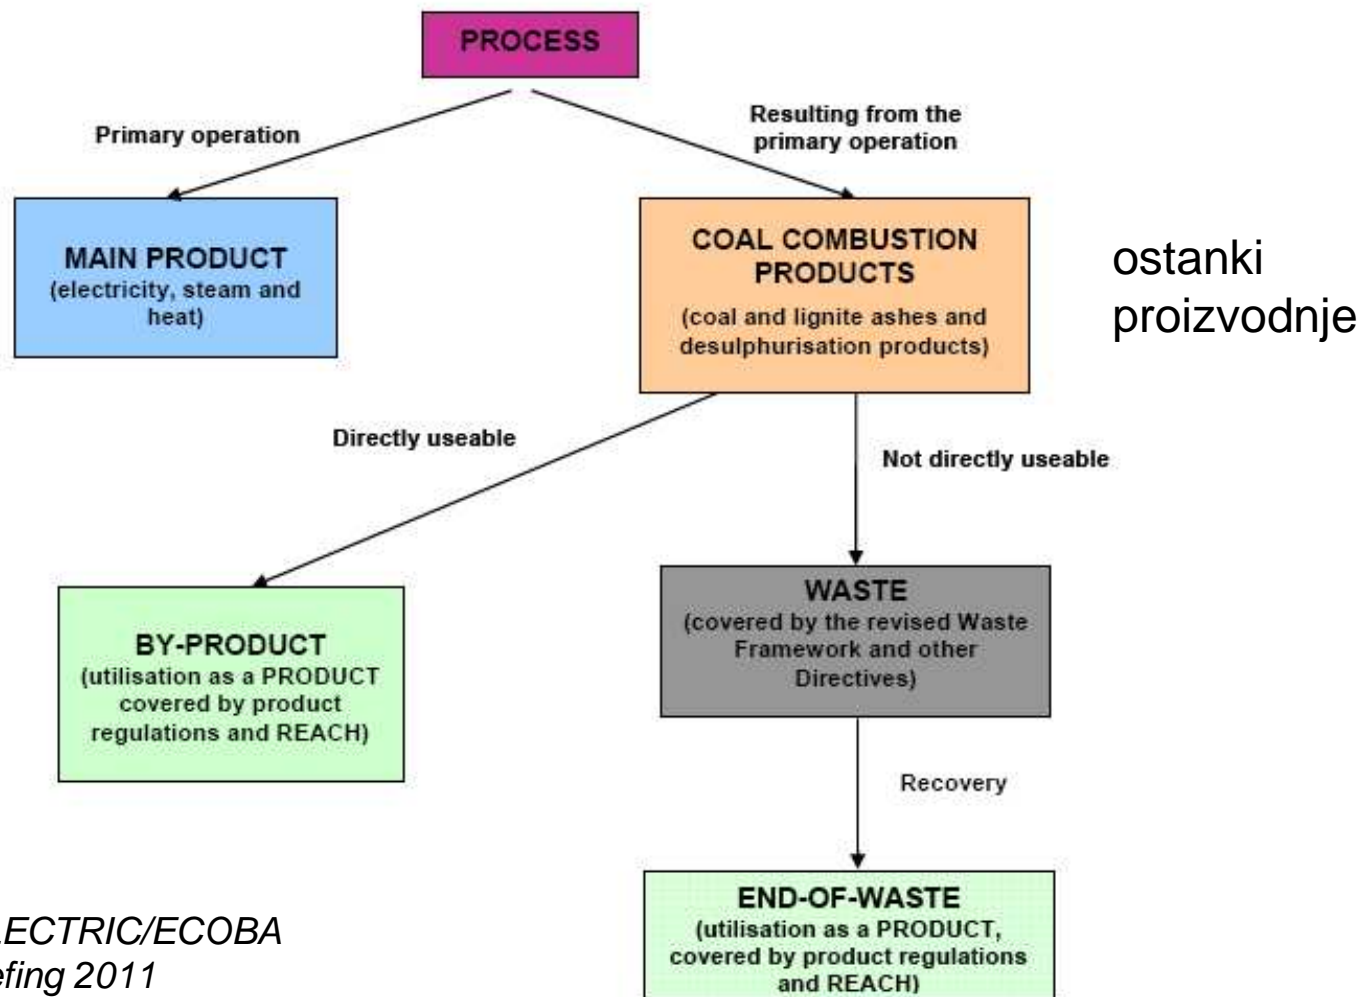 PROCESS
Primary operation
Resulting from the
primary operation
MAIN PRODUCT
(electricity, steam and
heat)
COAL COMBUSTION
PRODUCTS
(coal and lignite ashes and
desulphurisation products)
ostanki
proizvodnje
Directly useable
Not directly useable
BY-PRODUCT
(utilisation as a PRODUCT
covered by product
regulations and REACH)
WASTE
(covered by the revised Waste
Framework and other
Directives)
Recovery
END-OF-WASTE
(utilisation as a PRODUCT,
covered by product regulations
and REACH)
LECTRIC/ECOBA
efing 2011